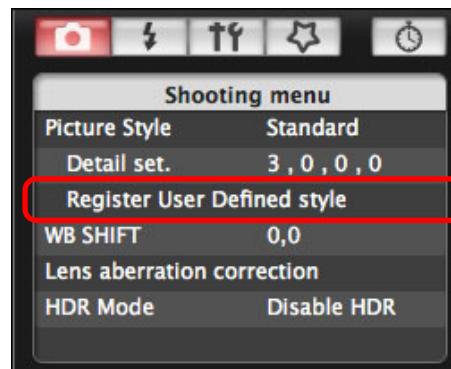 Shooting menu
Picture Style Standard
Detail set. 3 , 0 , 0 , 0
Register User Defined style
WB SHIFT 0,0
Lens aberration correction
HDR Mode Disable HDR